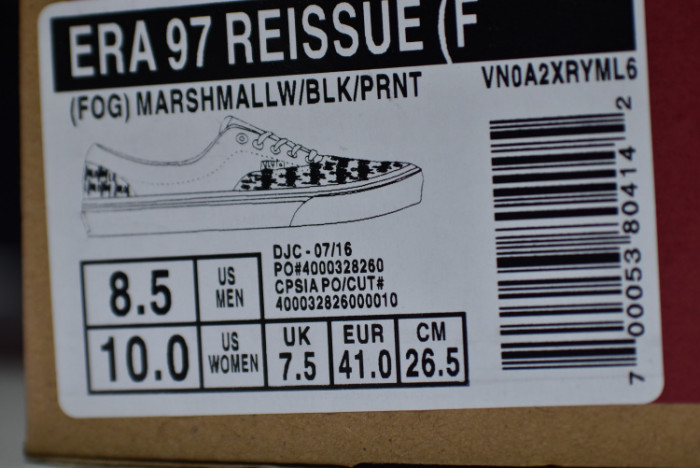 ERA 97 REISSUE (F
(FOG) MARSHMALLW/BLK/PRNT
VN0A2XRYML6
DJC - 07/16
PO#4000328260
CPSIA PO/CUT#
400032826000010
8.5 US MEN
10.0 US WOMEN
UK 7.5
EUR 41.0
CM 26.5
7 00053 80414 2